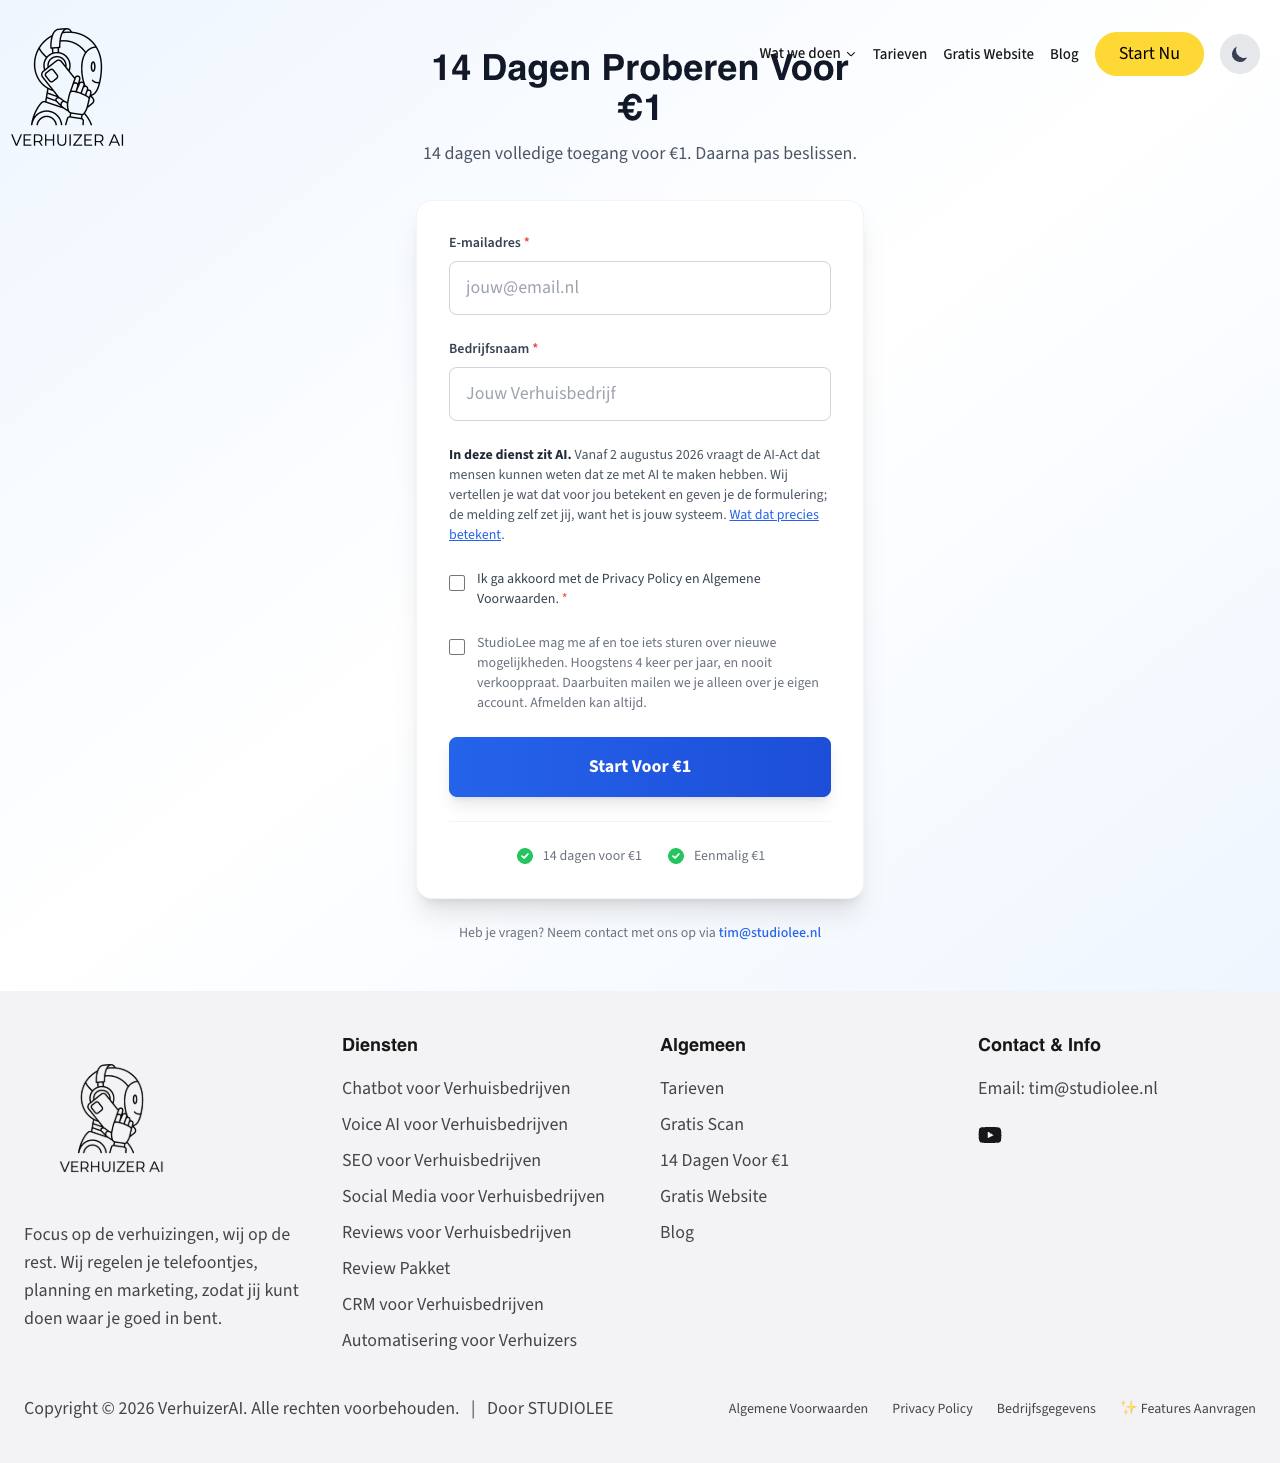 VERHUIZER AI
Wat we doen
Tarieven
Gratis Website
Blog
Start Nu
14 Dagen Proberen Voor
€1
14 dagen volledige toegang voor €1. Daarna pas beslissen.
E-mailadres *
jouw@email.nl
Bedrijfsnaam *
Jouw Verhuisbedrijf
In deze dienst zit AI. Vanaf 2 augustus 2026 vraagt de AI-Act dat
mensen kunnen weten dat ze met AI te maken hebben. Wij
vertellen je wat dat voor jou betekent en geven je de formulering;
de melding zelf zet jij, want het is jouw systeem. Wat dat precies
betekent.
Ik ga akkoord met de Privacy Policy en Algemene
Voorwaarden. *
StudioLee mag me af en toe iets sturen over nieuwe
mogelijkheden. Hoogstens 4 keer per jaar, en nooit
verkooppraat. Daarbuiten mailen we je alleen over je eigen
account. Afmelden kan altijd.
Start Voor €1
14 dagen voor €1
Eenmalig €1
Heb je vragen? Neem contact met ons op via tim@studiolee.nl
VERHUIZER AI
Focus op de verhuizingen, wij op de
rest. Wij regelen je telefoontjes,
planning en marketing, zodat jij kunt
doen waar je goed in bent.
Diensten
Chatbot voor Verhuisbedrijven
Voice AI voor Verhuisbedrijven
SEO voor Verhuisbedrijven
Social Media voor Verhuisbedrijven
Reviews voor Verhuisbedrijven
Review Pakket
CRM voor Verhuisbedrijven
Automatisering voor Verhuizers
Algemeen
Tarieven
Gratis Scan
14 Dagen Voor €1
Gratis Website
Blog
Contact & Info
Email: tim@studiolee.nl
Copyright © 2026 VerhuizerAI. Alle rechten voorbehouden. | Door STUDIOLEE
Algemene Voorwaarden
Privacy Policy
Bedrijfsgegevens
✨ Features Aanvragen